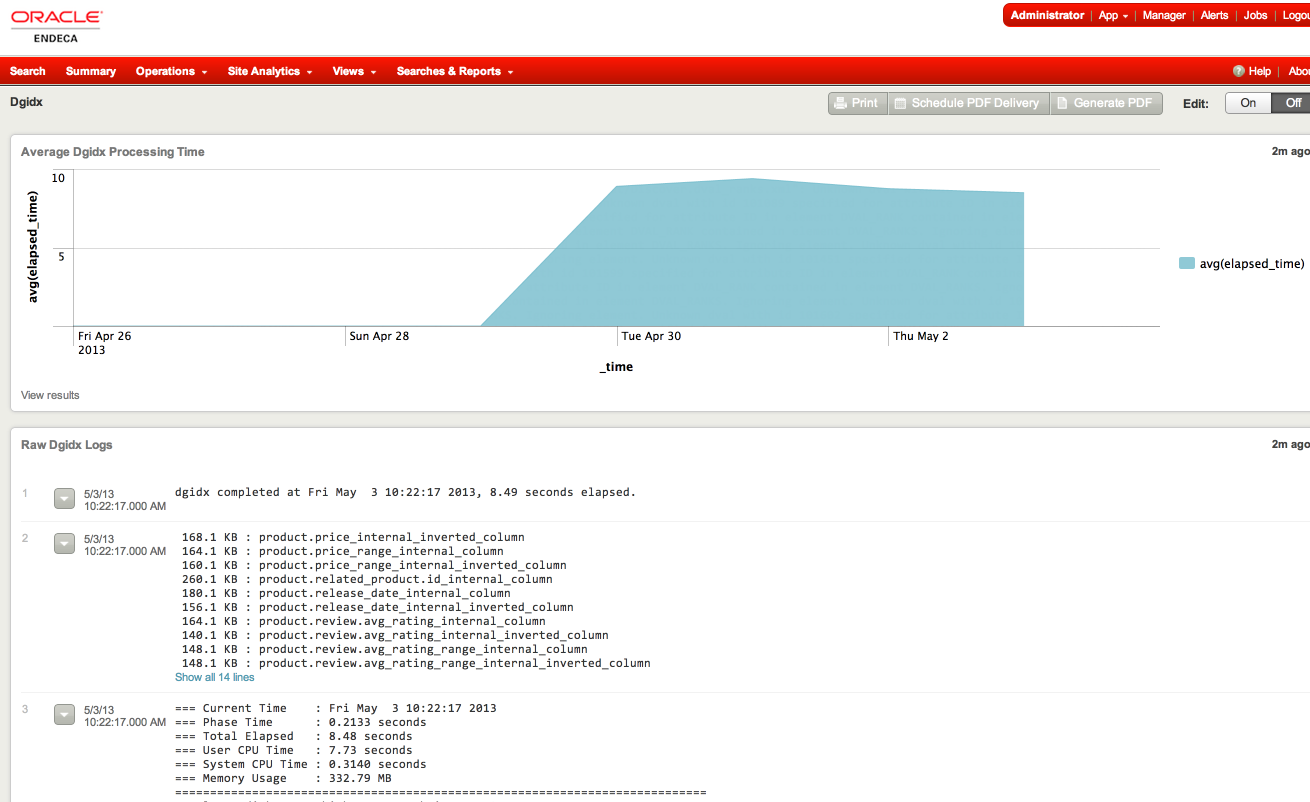 ORACLE
ENDECA
Administrator | App | Manager | Alerts | Jobs |
Search Summary Operations Site Analytics Views Searches & Reports ? Help |
Dgidx Print Schedule PDF Delivery Generate PDF Edit: On Off
Average Dgidx Processing Time 2m ago
10
5
avg(elapsed_time)
avg(elapsed_time)
Fri Apr 26 Sun Apr 28 Tue Apr 30 Thu May 2
2013
_time
View results
Raw Dgidx Logs 2m ago
1 5/3/13 dgidx completed at Fri May  3 10:22:17 2013, 8.49 seconds elapsed.
10:22:17.000 AM
2 5/3/13 168.1 KB : product.price_internal_inverted_column
10:22:17.000 AM 164.1 KB : product.price_range_internal_column
160.1 KB : product.price_range_internal_inverted_column
260.1 KB : product.related_product.id_internal_column
180.1 KB : product.release_date_internal_column
156.1 KB : product.release_date_internal_inverted_column
164.1 KB : product.review.avg_rating_internal_column
140.1 KB : product.review.avg_rating_internal_inverted_column
148.1 KB : product.review.avg_rating_range_internal_column
148.1 KB : product.review.avg_rating_range_internal_inverted_column
Show all 14 lines
3 5/3/13 === Current Time    : Fri May  3 10:22:17 2013
10:22:17.000 AM === Phase Time      : 0.2133 seconds
=== Total Elapsed   : 8.48 seconds
=== User CPU Time   : 7.73 seconds
=== System CPU Time : 0.3140 seconds
=== Memory Usage    : 332.79 MB
============================================================================